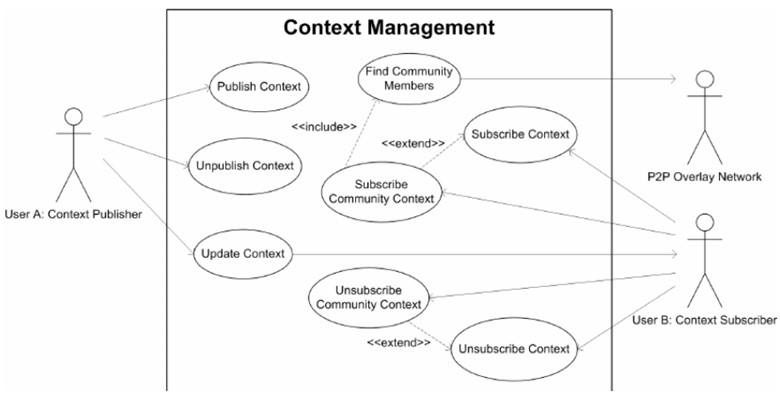 Context Management
Publish Context
Find Community
Members
<<include>>
<<extend>>
Subscribe Context
Unpublish Context
Subscribe
Community Context
P2P Overlay Network
User A: Context Publisher
Update Context
Unsubscribe
Community Context
User B: Context Subscriber
<<extend>>
Unsubscribe Context